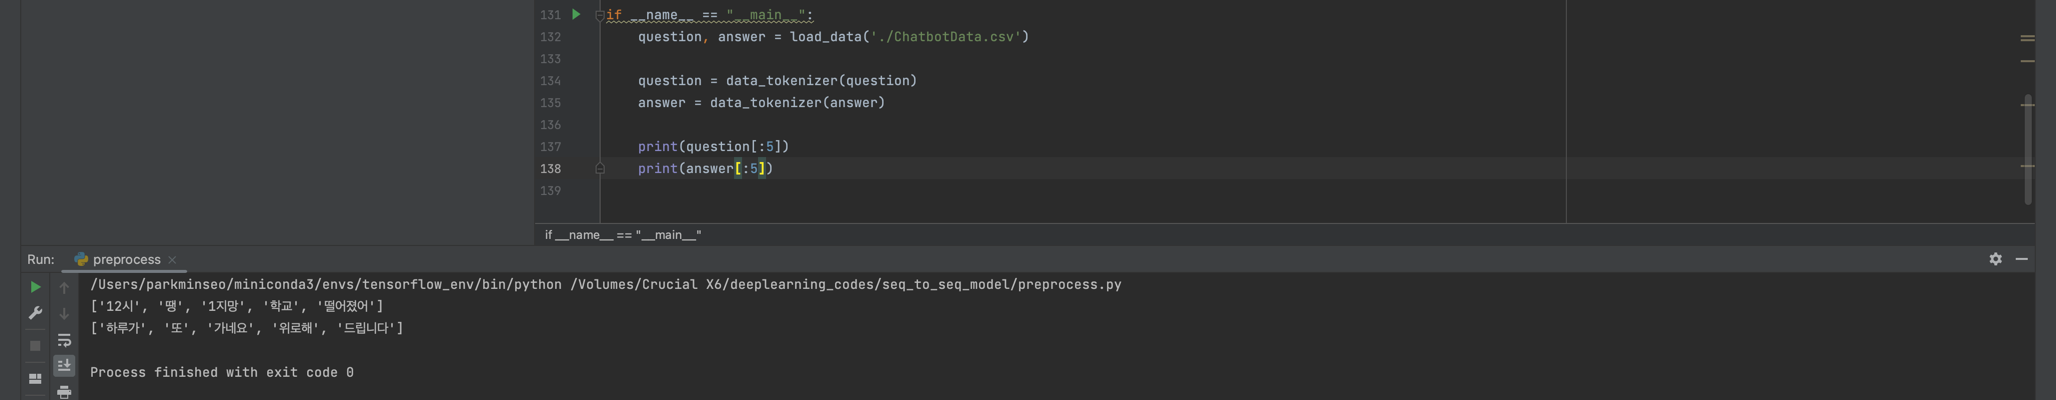 131 if __name__ == "__main__":
132 question, answer = load_data('./ChatbotData.csv')
133
134 question = data_tokenizer(question)
135 answer = data_tokenizer(answer)
136
137 print(question[:5])
138 print(answer[:5])
139
if __name__ == "__main__"
Run: preprocess
/Users/parkminseo/miniconda3/envs/tensorflow_env/bin/python /Volumes/Crucial X6/deeplearning_codes/seq_to_seq_model/preprocess.py
['12시', '땡', '1지망', '학교', '떨어졌어']
['하루가', '또', '가네요', '위로해', '드립니다']
Process finished with exit code 0